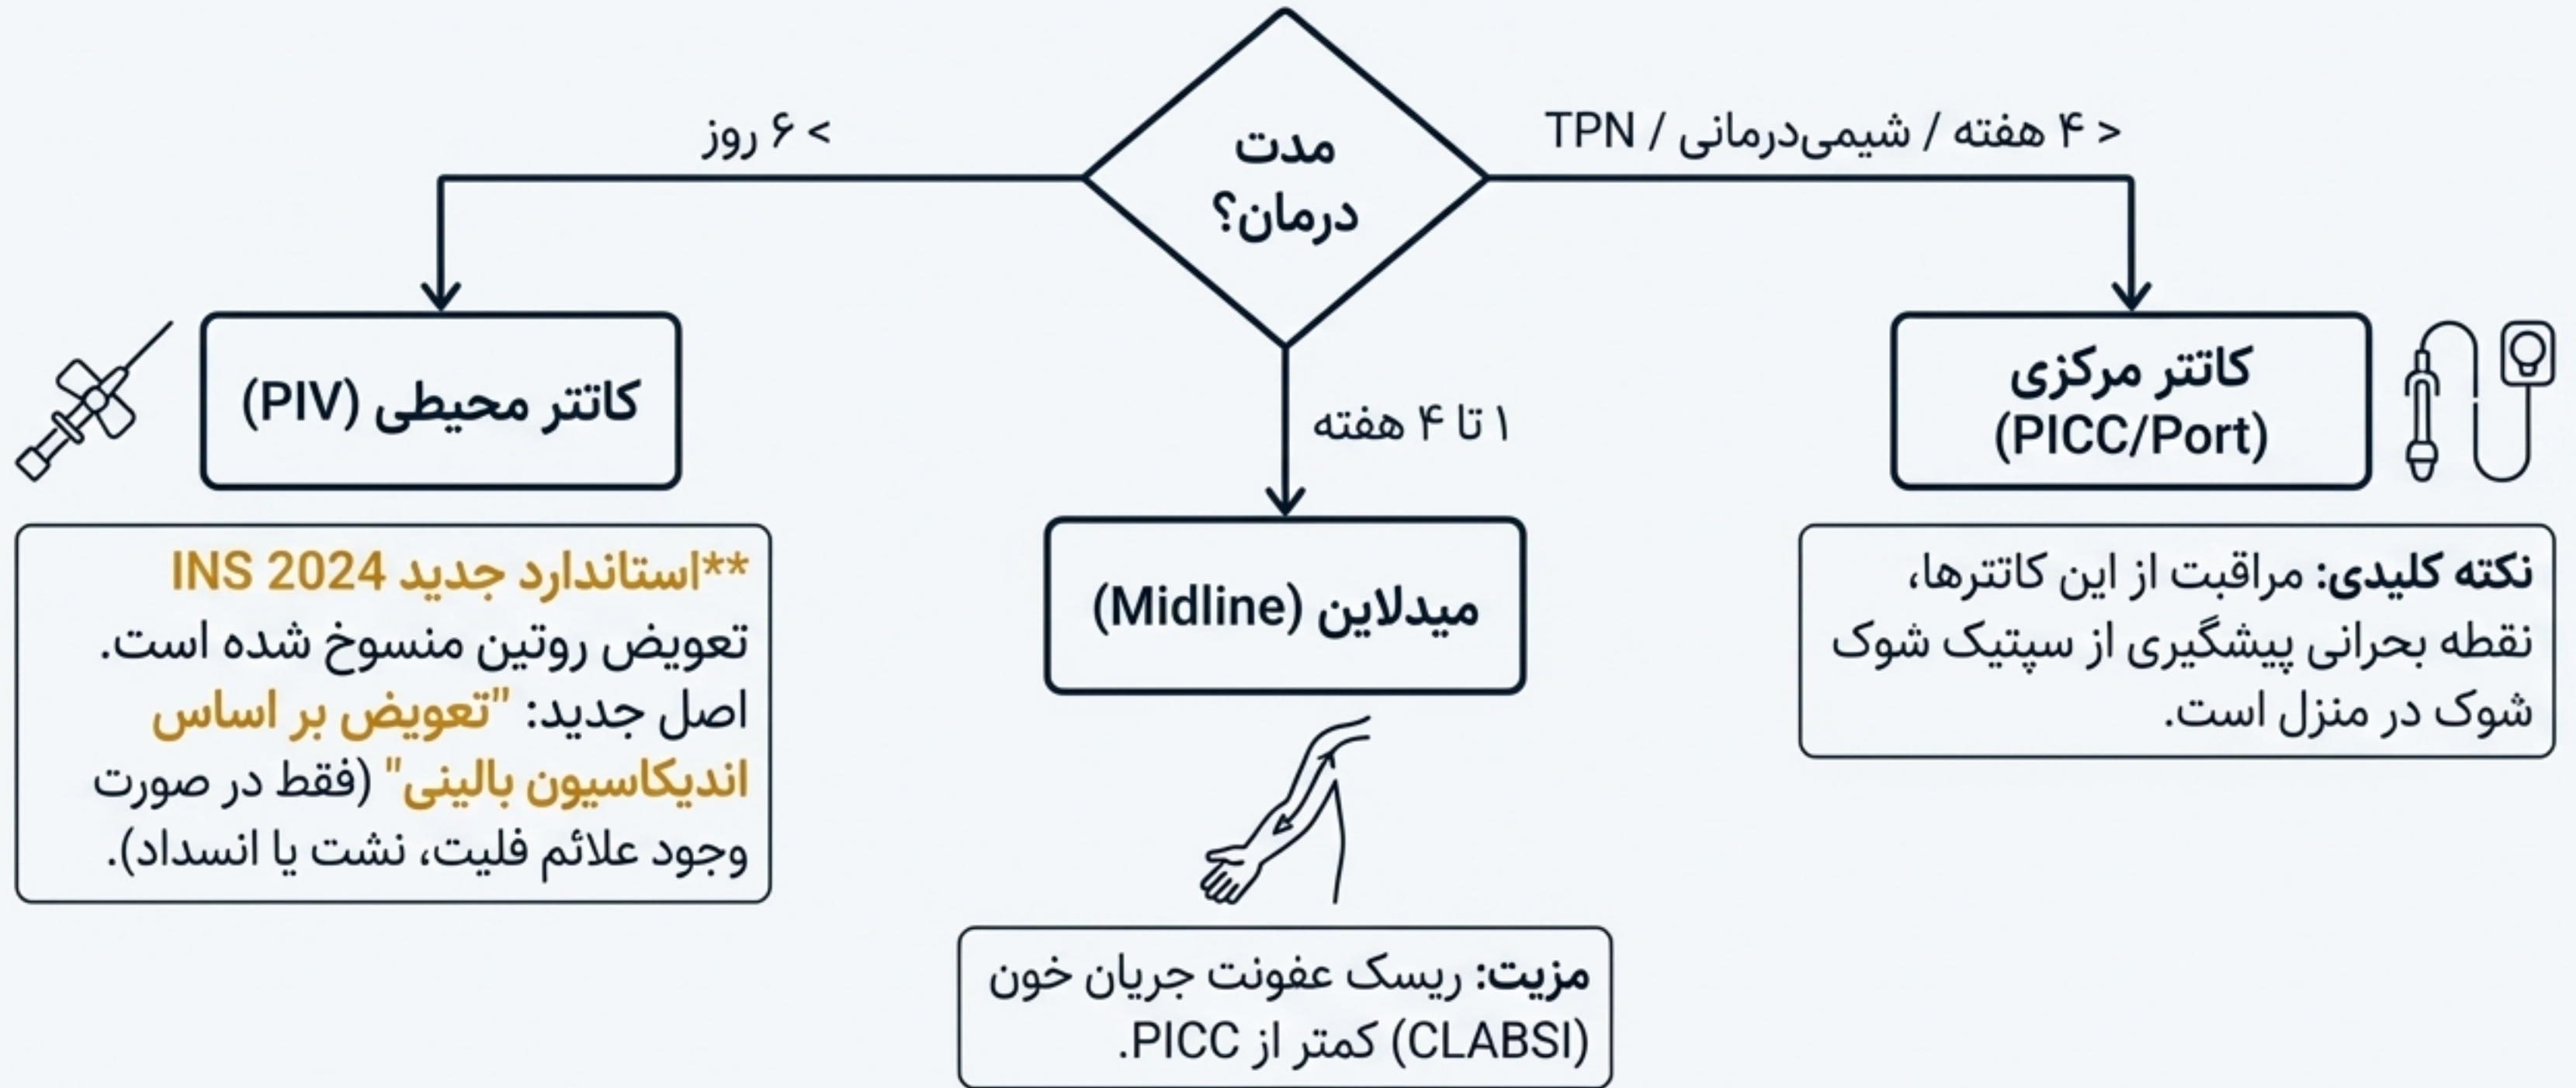 مدت
درمان؟
< ۴ هفته / شیمی‌درمانی / TPN
> ۶ روز
۱ تا ۴ هفته
کاتتر مرکزی
(PICC/Port)
نکته کلیدی: مراقبت از این کاتترها،
نقطه بحرانی پیشگیری از سپتیک شوک
شوک در منزل است.
میدلاین (Midline)
مزیت: ریسک عفونت جریان خون
(CLABSI) کمتر از PICC.
کاتتر محیطی (PIV)
**استاندارد جدید INS 2024
تعویض روتین منسوخ شده است.
اصل جدید: "تعویض بر اساس
اندیکاسیون بالینی" (فقط در صورت
وجود علائم فلیت، نشت یا انسداد).